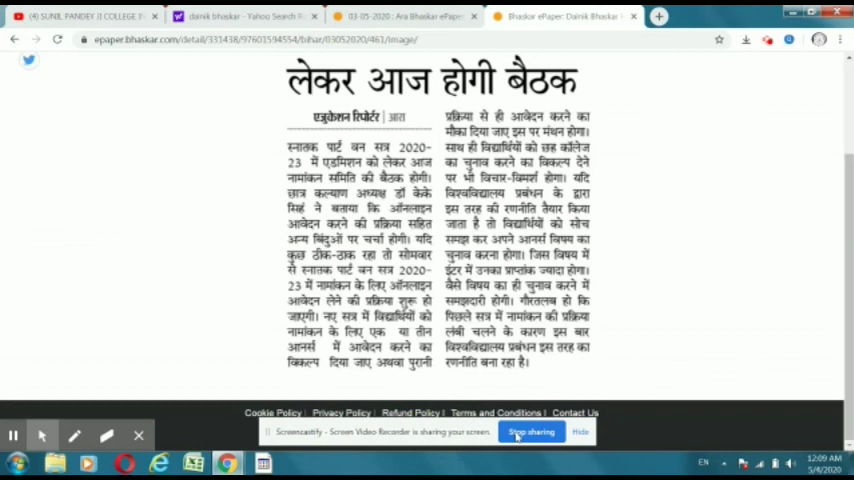 (4) SUNIL PANDEY JI COLLEGE
dainik bhaskar - Yahoo Search R
03-05-2020 : Ara Bhaskar ePape
Bhaskar ePaper: Dainik Bhaskar
epaper.bhaskar.com/detail/331438/97601594554/bihar/03052020/461/image/
लेकर आज होगी बैठक
एजुकेशन रिपोर्टर | आरा
स्नातक पार्ट वन सत्र 2020-
23 में एडमिशन को लेकर आज
नामांकन समिति की बैठक होगी।
छात्र कल्याण अध्यक्ष डॉ केके
सिहं ने बताया कि ऑनलाइन
आवेदन करने की प्रक्रिया सहित
अन्य बिंदुओं पर चर्चा होगी। यदि
कुछ ठीक-ठाक रहा तो सोमवार
से स्नातक पार्ट वन सत्र 2020-
23 में नामांकन के लिए ऑनलाइन
आवेदन लेने की प्रक्रिया शुरू हो
जाएगी। नए सत्र में विद्यार्थियों को
नामांकन के लिए एक या तीन
आनर्स में आवेदन करने का
विकल्प दिया जाए अथवा पुरानी
प्रक्रिया से ही आवेदन करने का
मौका दिया जाए इस पर मंथन होगा।
साथ ही विद्यार्थियों को छह कॉलेज
का चुनाव करने का विकल्प देने
पर भी विचार-विमर्श होगा। यदि
विश्वविद्यालय प्रबंधन के द्वारा
इस तरह की रणनीति तैयार किया
जाता है तो विद्यार्थियों को सोच
समझ कर अपने आनर्स विषय का
चुनाव करना होगा। जिस विषय में
ईंटर में उनका प्राप्तांक ज्यादा होगा।
वैसे विषय का ही चुनाव करने में
समझदारी होगी। गौरतलब हो कि
पिछले सत्र में नामांकन की प्रक्रिया
लंबी चलने के कारण इस बार
विश्वविद्यालय प्रबंधन इस तरह का
रणनीति बना रहा है।
Cookie Policy | Privacy Policy | Refund Policy | Terms and Conditions | Contact Us
Screencastify - Screen Video Recorder is sharing your screen. Stop sharing Hide
EN
12:09 AM
5/4/2020